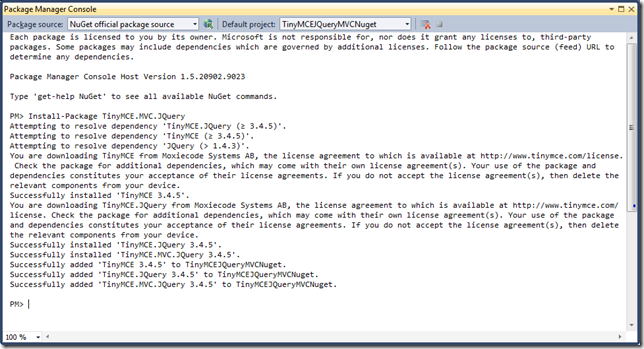 Package Manager Console
Package source: NuGet official package source Default project: TinyMCEJQueryMVCNuget
Each package is licensed to you by its owner. Microsoft is not responsible for, nor does it grant any licenses to, third-party
packages. Some packages may include dependencies which are governed by additional licenses. Follow the package source (feed) URL to
determine any dependencies.
Package Manager Console Host Version 1.5.20902.9023
Type 'get-help NuGet' to see all available NuGet commands.
PM> Install-Package TinyMCE.MVC.JQuery
Attempting to resolve dependency 'TinyMCE.JQuery (≥ 3.4.5)'.
Attempting to resolve dependency 'TinyMCE (≥ 3.4.5)'.
Attempting to resolve dependency 'JQuery (> 1.4.3)'.
You are downloading TinyMCE from Moxiecode Systems AB, the license agreement to which is available at http://www.tinymce.com/license.
Check the package for additional dependencies, which may come with their own license agreement(s). Your use of the package and
dependencies constitutes your acceptance of their license agreements. If you do not accept the license agreement(s), then delete the
relevant components from your device.
Successfully installed 'TinyMCE 3.4.5'.
You are downloading TinyMCE.JQuery from Moxiecode Systems AB, the license agreement to which is available at http://www.tinymce.com/
license. Check the package for additional dependencies, which may come with their own license agreement(s). Your use of the package
and dependencies constitutes your acceptance of their license agreements. If you do not accept the license agreement(s), then delete
the relevant components from your device.
Successfully installed 'TinyMCE.JQuery 3.4.5'.
Successfully installed 'TinyMCE.MVC.JQuery 3.4.5'.
Successfully added 'TinyMCE 3.4.5' to TinyMCEJQueryMVCNuget.
Successfully added 'TinyMCE.JQuery 3.4.5' to TinyMCEJQueryMVCNuget.
Successfully added 'TinyMCE.MVC.JQuery 3.4.5' to TinyMCEJQueryMVCNuget.
PM>
100 %